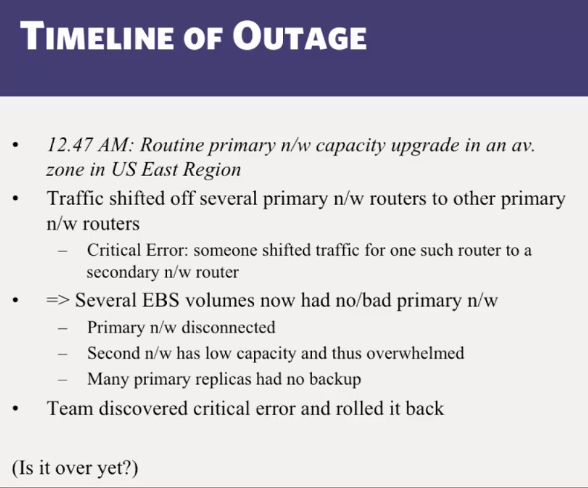 TIMELINE OF OUTAGE
• 12.47 AM: Routine primary n/w capacity upgrade in an av.
zone in US East Region
• Traffic shifted off several primary n/w routers to other primary
n/w routers
– Critical Error: someone shifted traffic for one such router to a
secondary n/w router
• => Several EBS volumes now had no/bad primary n/w
– Primary n/w disconnected
– Second n/w has low capacity and thus overwhelmed
– Many primary replicas had no backup
• Team discovered critical error and rolled it back
(Is it over yet?)